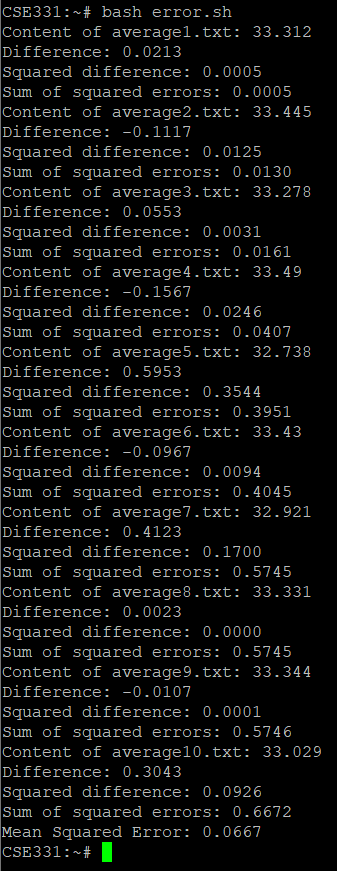 CSE331:~# bash error.sh
Content of average1.txt: 33.312
Difference: 0.0213
Squared difference: 0.0005
Sum of squared errors: 0.0005
Content of average2.txt: 33.445
Difference: -0.1117
Squared difference: 0.0125
Sum of squared errors: 0.0130
Content of average3.txt: 33.278
Difference: 0.0553
Squared difference: 0.0031
Sum of squared errors: 0.0161
Content of average4.txt: 33.49
Difference: -0.1567
Squared difference: 0.0246
Sum of squared errors: 0.0407
Content of average5.txt: 32.738
Difference: 0.5953
Squared difference: 0.3544
Sum of squared errors: 0.3951
Content of average6.txt: 33.43
Difference: -0.0967
Squared difference: 0.0094
Sum of squared errors: 0.4045
Content of average7.txt: 32.921
Difference: 0.4123
Squared difference: 0.1700
Sum of squared errors: 0.5745
Content of average8.txt: 33.331
Difference: 0.0023
Squared difference: 0.0000
Sum of squared errors: 0.5745
Content of average9.txt: 33.344
Difference: -0.0107
Squared difference: 0.0001
Sum of squared errors: 0.5746
Content of average10.txt: 33.029
Difference: 0.3043
Squared difference: 0.0926
Sum of squared errors: 0.6672
Mean Squared Error: 0.0667
CSE331:~#